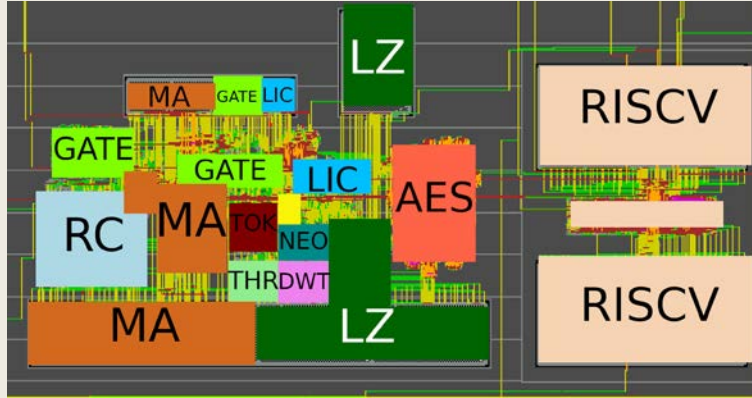 LZ
MA
GATE
LIC
RISCV
GATE
GATE
LIC
AES
RC
MA
TOK
NEO
THR
DWT
RISCV
MA
LZ